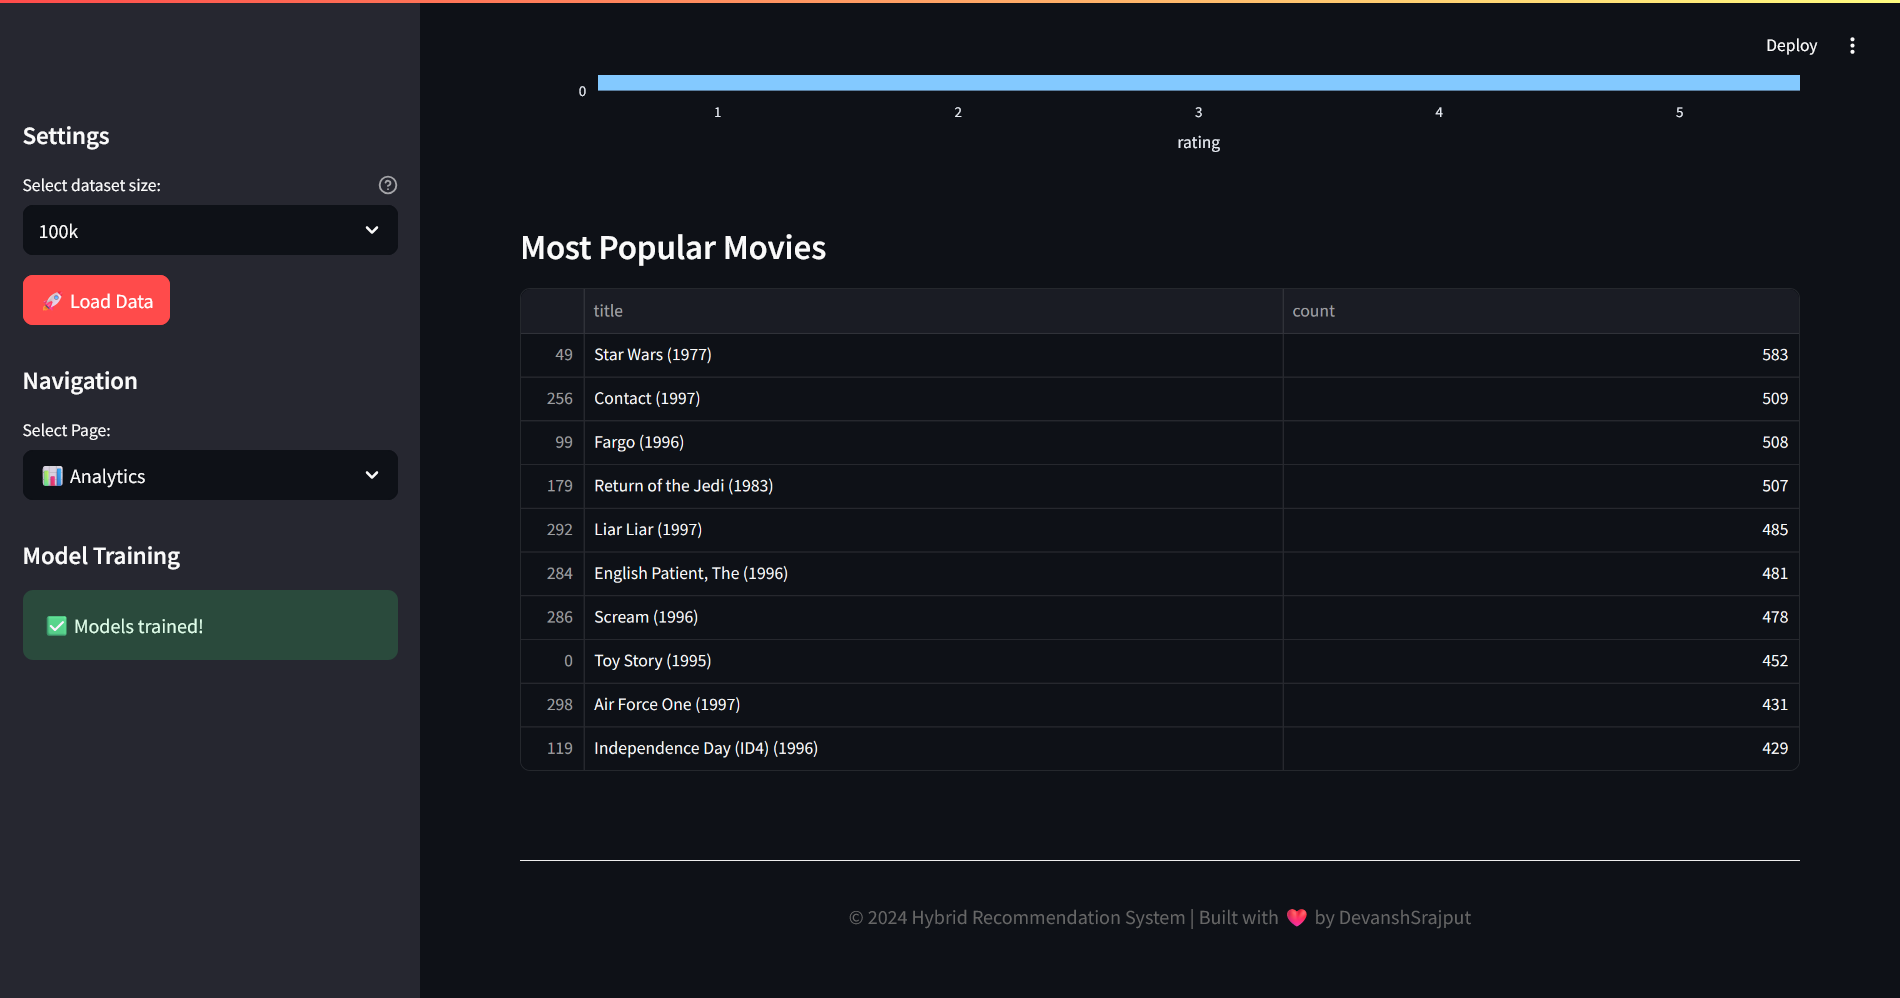 Settings
Select dataset size:
100k
🚀 Load Data
Navigation
Select Page:
📊 Analytics
Model Training
✅ Models trained!
Deploy
0
1 2 3 4 5
rating
Most Popular Movies
title count
49 Star Wars (1977) 583
256 Contact (1997) 509
99 Fargo (1996) 508
179 Return of the Jedi (1983) 507
292 Liar Liar (1997) 485
284 English Patient, The (1996) 481
286 Scream (1996) 478
0 Toy Story (1995) 452
298 Air Force One (1997) 431
119 Independence Day (ID4) (1996) 429
© 2024 Hybrid Recommendation System | Built with ❤️ by DevanshSrajput